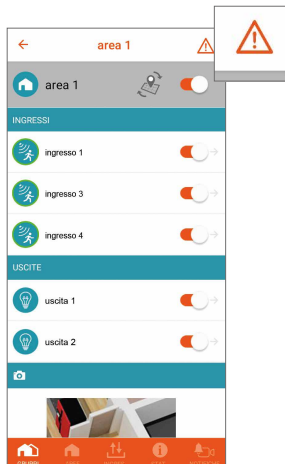 area 1
area 1
INGRESSI
ingresso 1
ingresso 3
ingresso 4
USCITE
uscita 1
uscita 2